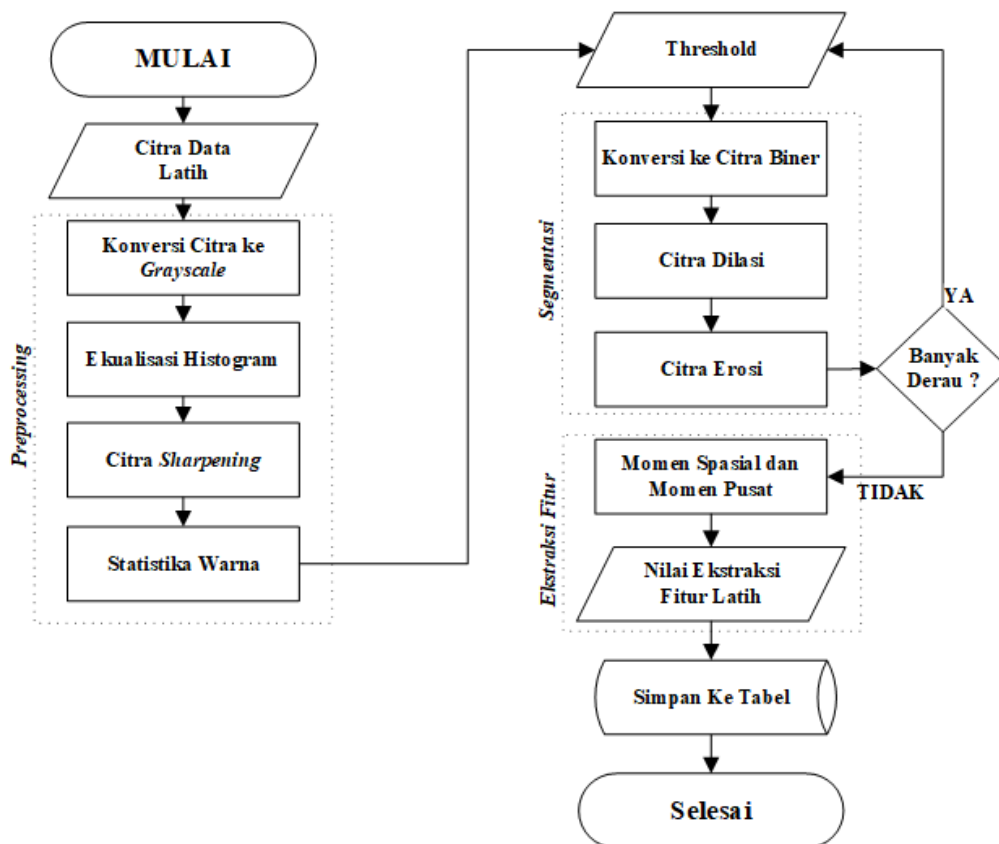 MULAI
Citra Data
Latih
Preprocessing
Konversi Citra ke
Grayscale
Ekualisasi Histogram
Citra Sharpening
Statistika Warna
Threshold
Segmentasi
Konversi ke Citra Biner
Citra Dilasi
Citra Erosi
YA
Banyak
Derau ?
TIDAK
Ekstraksi Fitur
Momen Spasial dan
Momen Pusat
Nilai Ekstraksi
Fitur Latih
Simpan Ke Tabel
Selesai